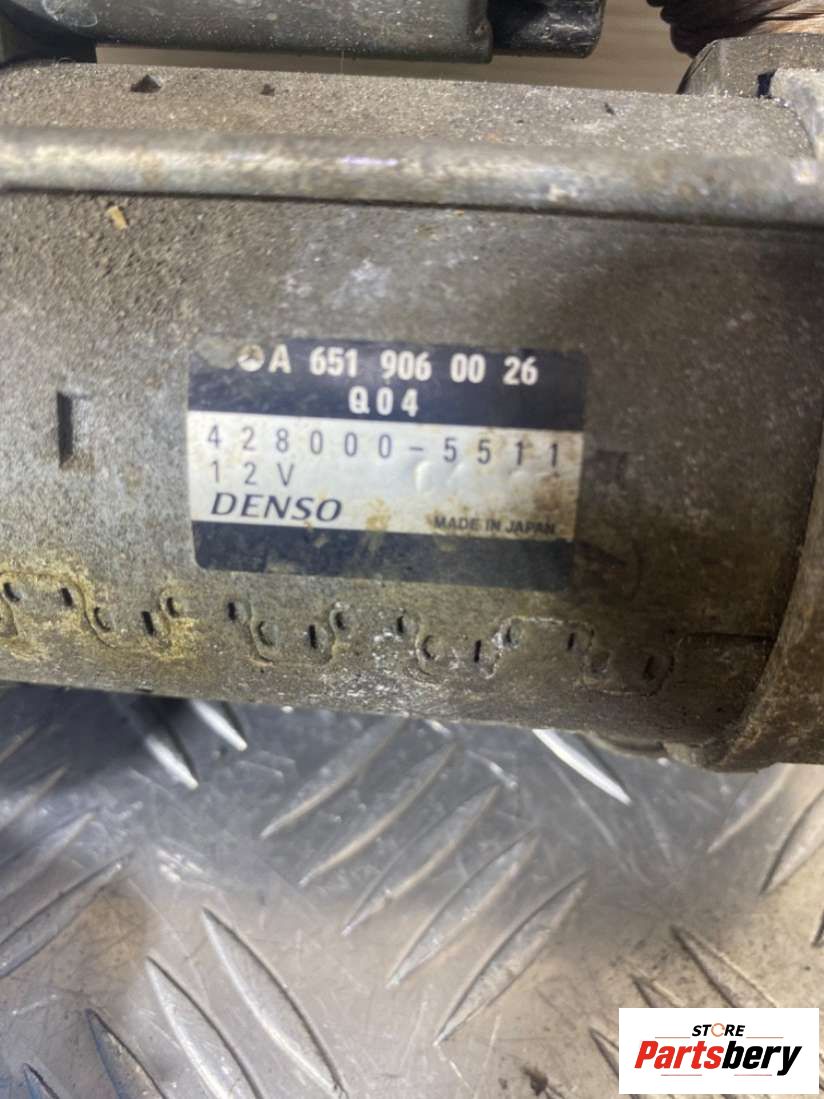 A 651 906 00 26
Q04
428000-5511
12V
DENSO
MADE IN JAPAN
STORE
Partsbery